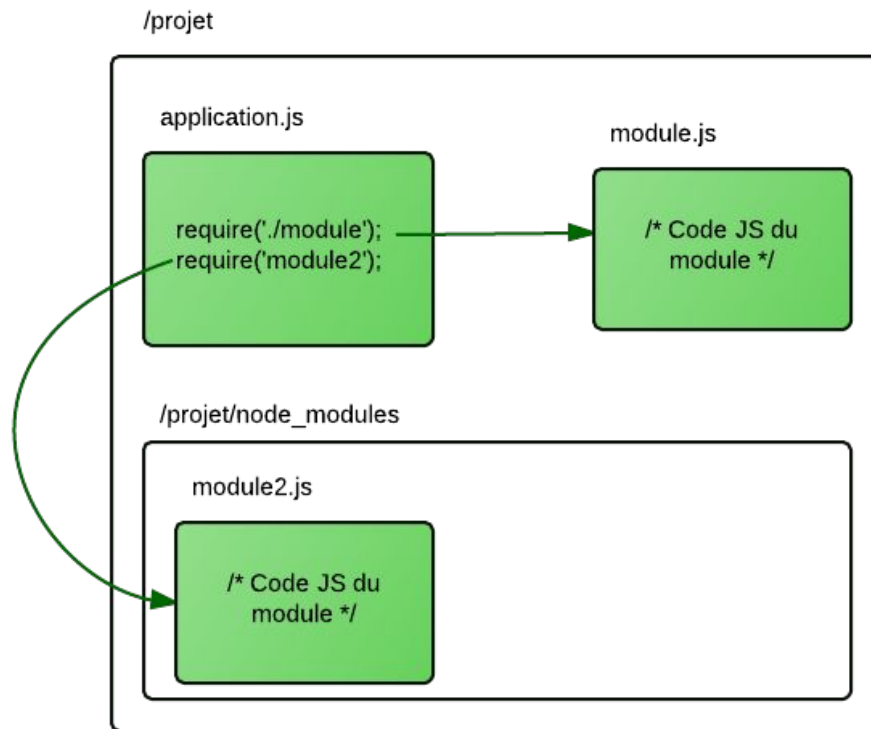 /projet
application.js
module.js
require('./module');
require('module2');
/* Code JS du
module */
/projet/node_modules
module2.js
/* Code JS du
module */